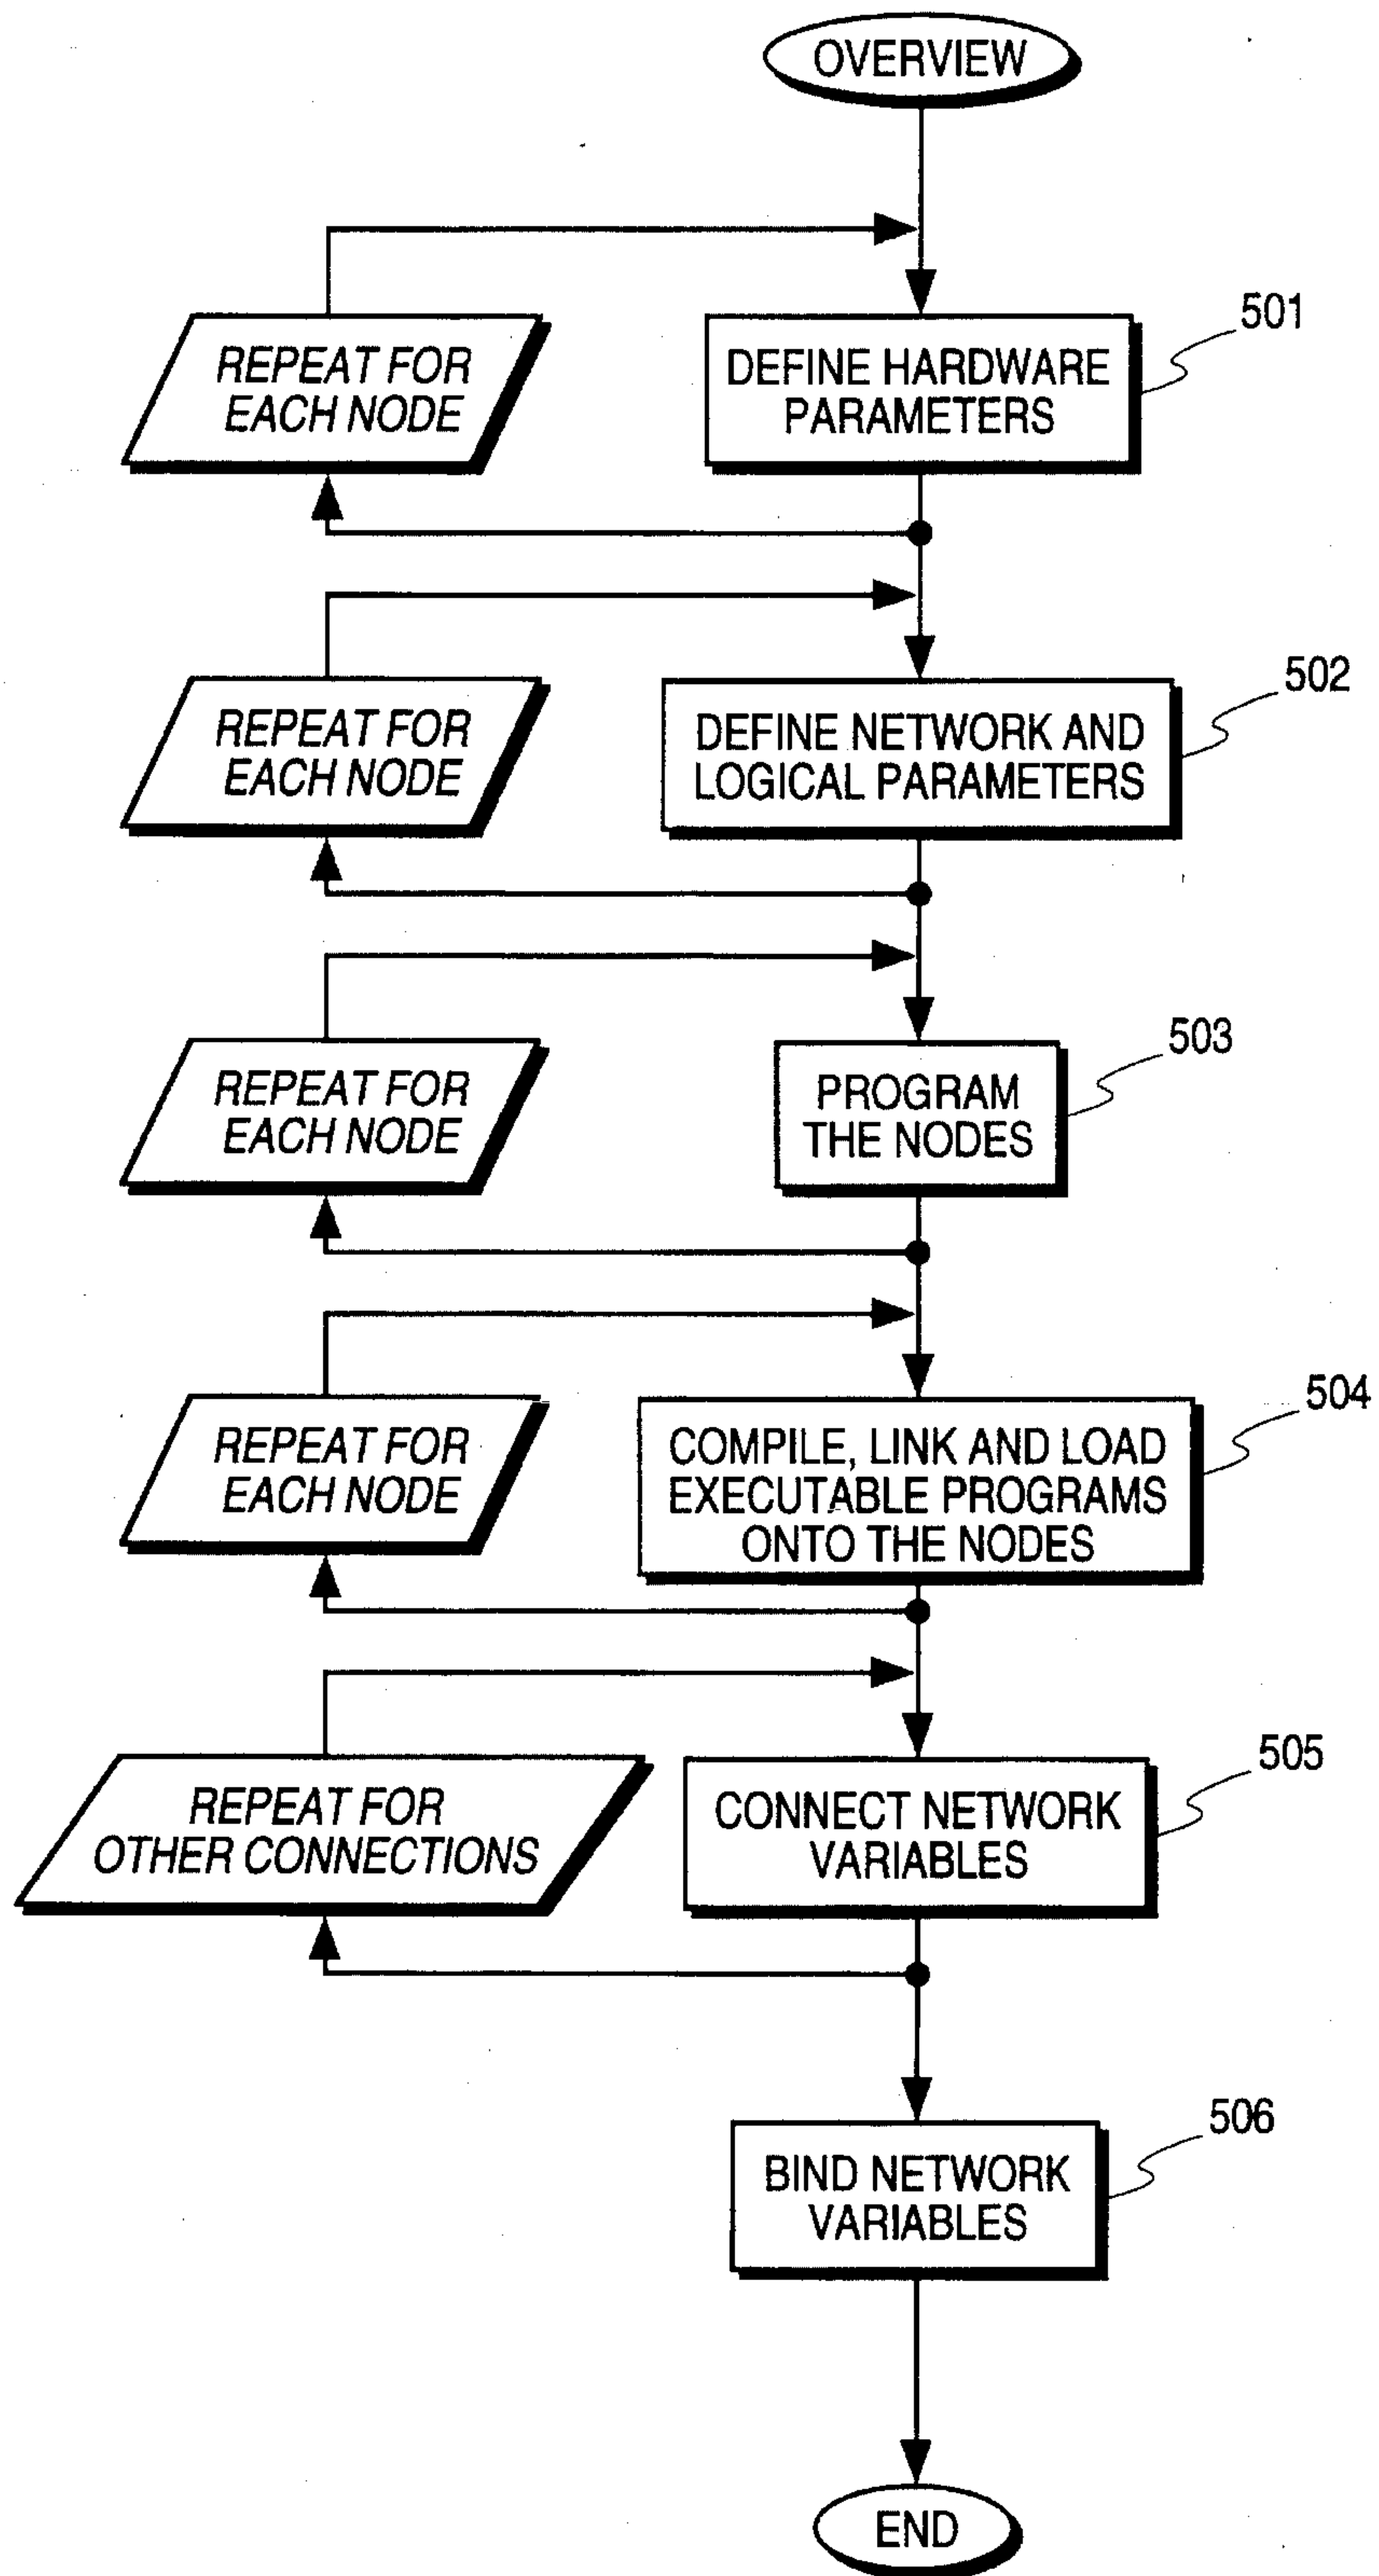 OVERVIEW
REPEAT FOR
EACH NODE
501
DEFINE HARDWARE
PARAMETERS
REPEAT FOR
EACH NODE
502
DEFINE NETWORK AND
LOGICAL PARAMETERS
REPEAT FOR
EACH NODE
503
PROGRAM
THE NODES
REPEAT FOR
EACH NODE
504
COMPILE, LINK AND LOAD
EXECUTABLE PROGRAMS
ONTO THE NODES
REPEAT FOR
OTHER CONNECTIONS
505
CONNECT NETWORK
VARIABLES
506
BIND NETWORK
VARIABLES
END